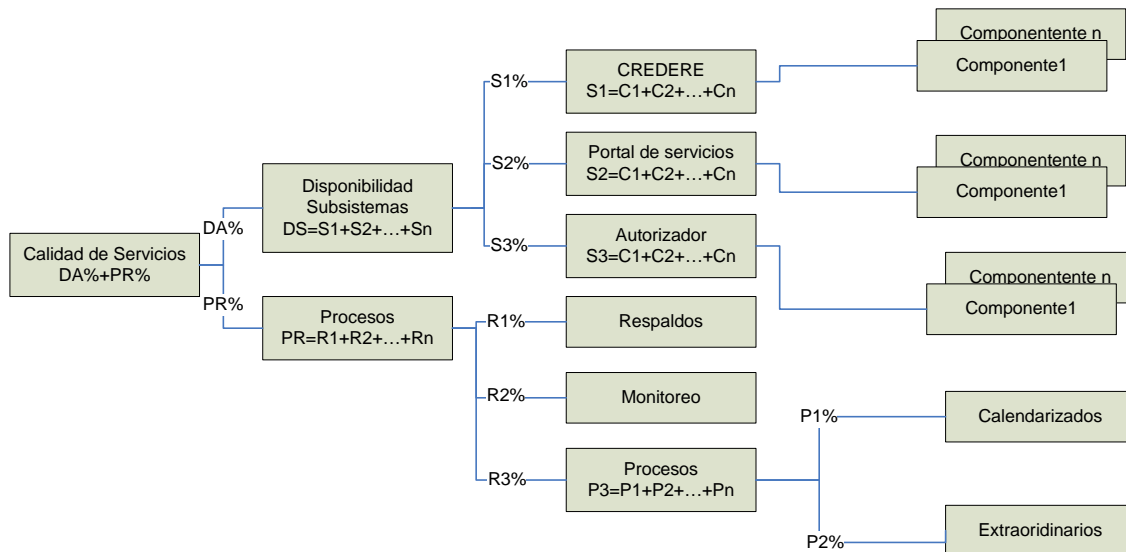 Calidad de Servicios
DA%+PR%
DA%
PR%
Disponibilidad
Subsistemas
DS=S1+S2+…+Sn
Procesos
PR=R1+R2+…+Rn
S1%
S2%
S3%
CREDERE
S1=C1+C2+…+Cn
Portal de servicios
S2=C1+C2+…+Cn
Autorizador
S3=C1+C2+…+Cn
R1%
R2%
R3%
Respaldos
Monitoreo
Procesos
P3=P1+P2+…+Pn
Componentente n
Componente1
Componentente n
Componente1
Componentente n
Componente1
P1%
P2%
Calendarizados
Extraoridinarios